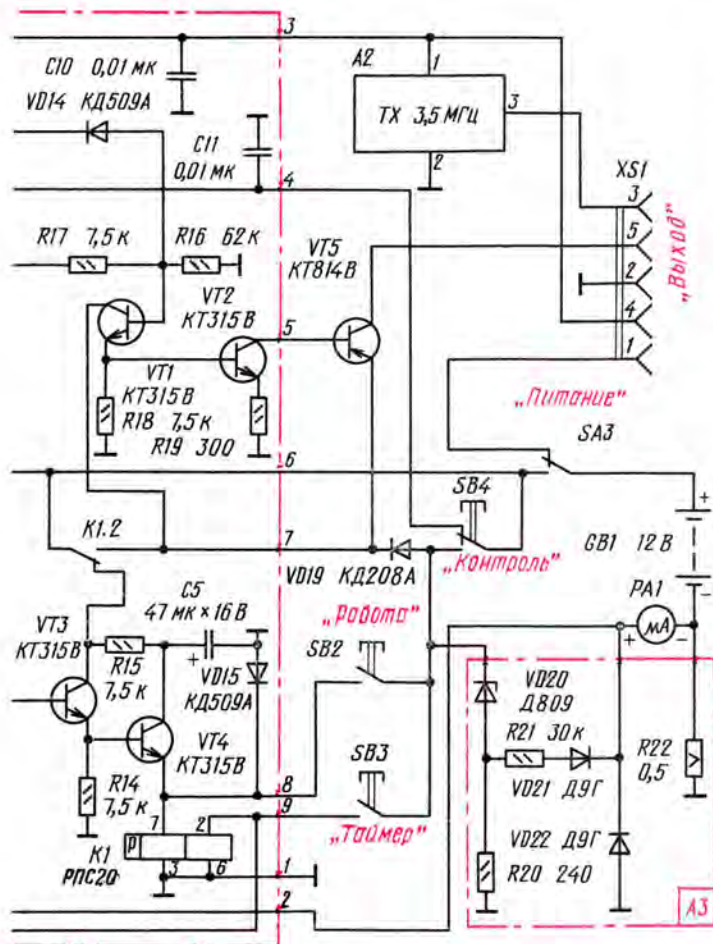 3
C10 0,01 мк
A2
1
VD14 КД509А
ТХ 3,5 МГц
3
C11
0,01 мк
2
XS1
4
3
R17 7,5 к
R16 62 к
VT5
КТ814В
5
2
4
1
„Выход”
VT2
КТ315В
5
VT1
КТ315В
R18 7,5 к
R19 300
„Питание”
SA3
6
SB4
K1.2
+
7
GB1 12 В
VD19 КД208А
„Контроль”
–
C5
47 мк × 16 В
„Работа”
PA1
VT3
КТ315В
+
SB2
+ мА –
R15
7,5 к
VD15
КД509А
VD20
Д809
VT4
КТ315В
SB3
R21 30 к
R22
0,5
R14
7,5 к
8
VD21 Д9Г
9
7
2
„Таймер”
VD22 Д9Г
P
K1
РПС20
3
6
1
R20 240
2
А3